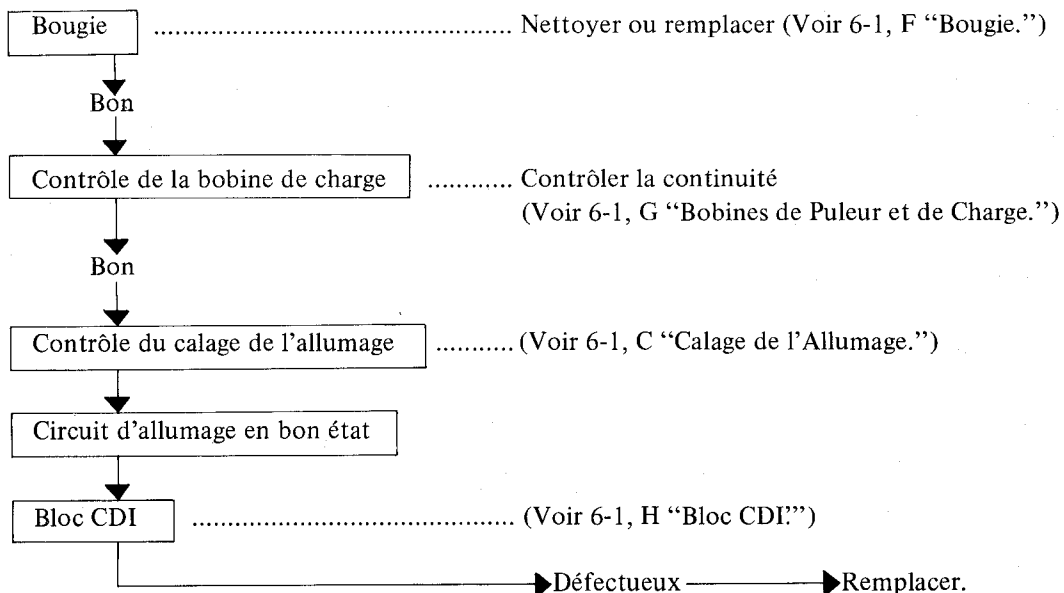 Bougie ................................................ Nettoyer ou remplacer (Voir 6-1, F “Bougie.”)
Bon
Contrôle de la bobine de charge ............ Contrôler la continuité
(Voir 6-1, G “Bobines de Puleur et de Charge.”)
Bon
Contrôle du calage de l’allumage ........... (Voir 6-1, C “Calage de l’Allumage.”)
Circuit d’allumage en bon état
Bloc CDI ............................................ (Voir 6-1, H “Bloc CDI.”)
Défectueux Remplacer.